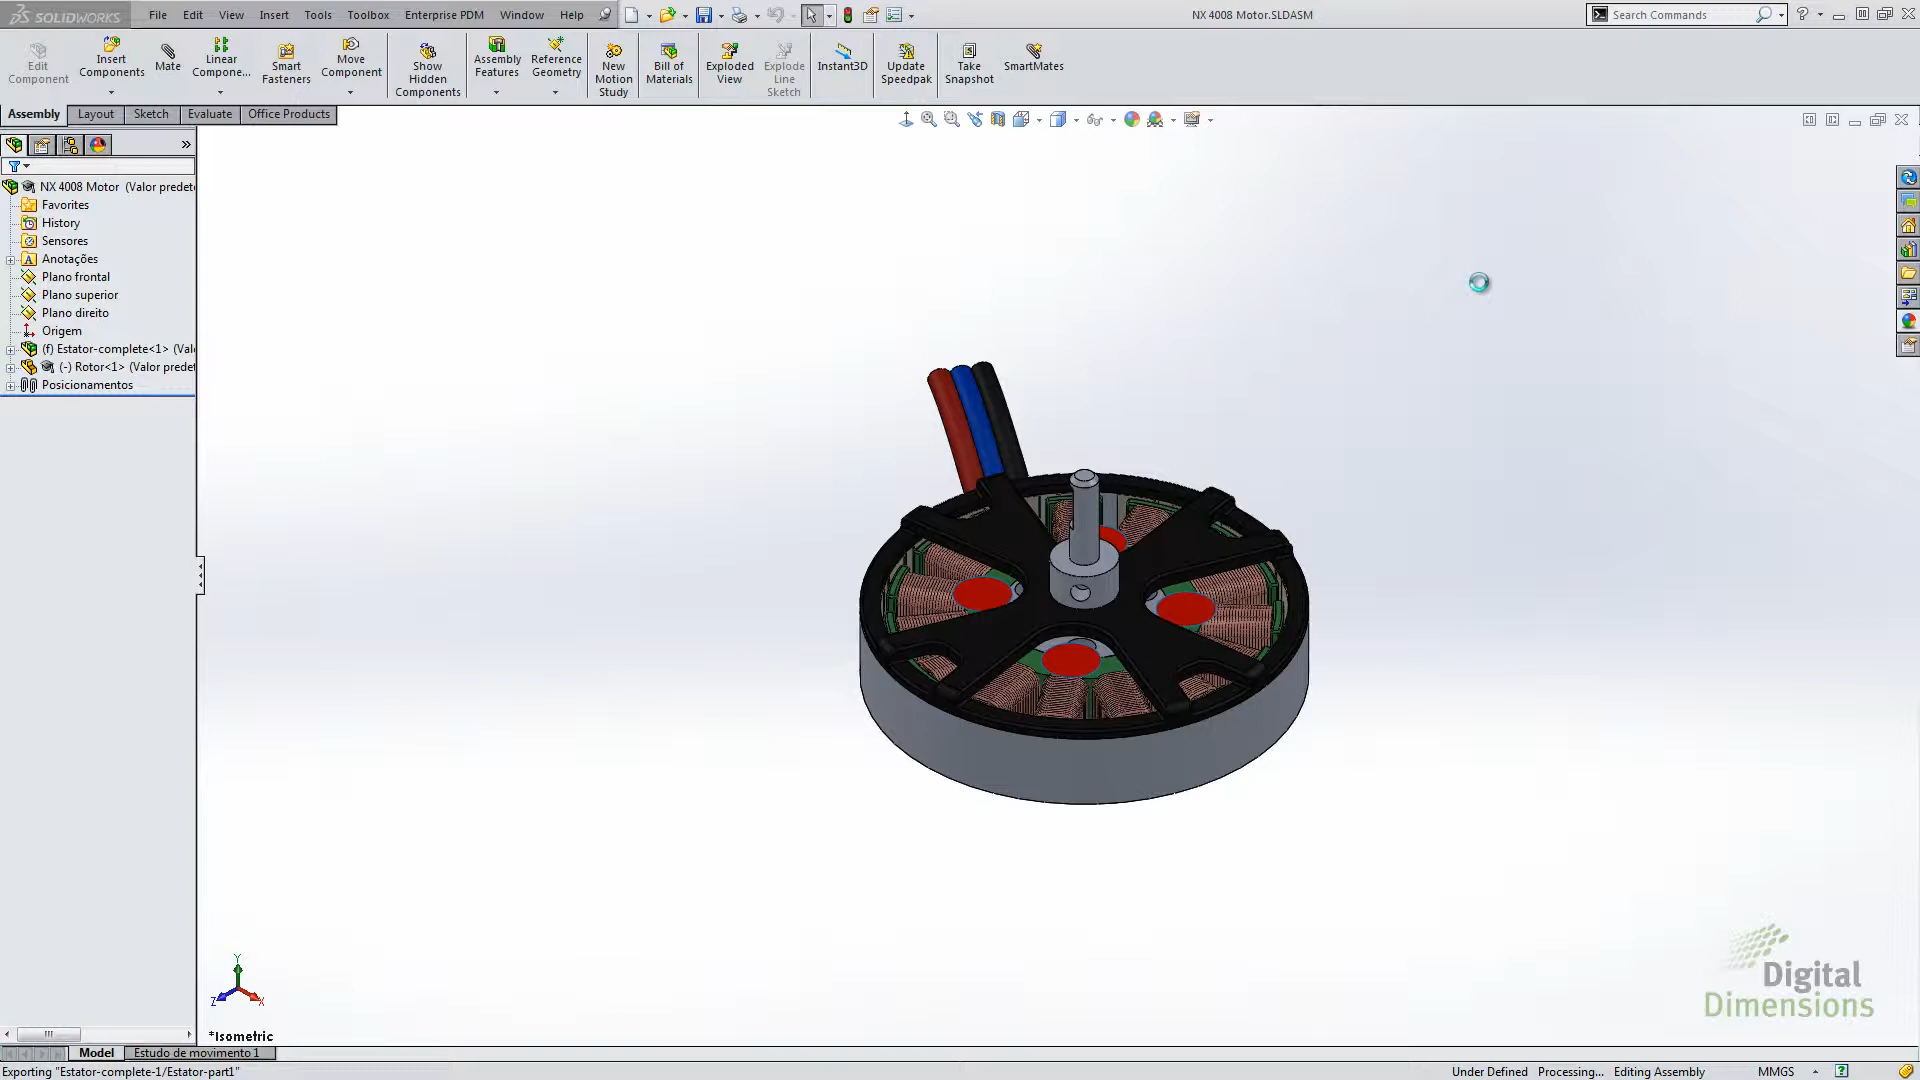 SOLIDWORKS
File Edit View Insert Tools Toolbox Enterprise PDM Window Help
NX 4008 Motor.SLDASM
Search Commands
Edit Component
Insert Components
Mate
Linear Compone...
Smart Fasteners
Move Component
Show Hidden Components
Assembly Features
Reference Geometry
New Motion Study
Bill of Materials
Exploded View
Explode Line Sketch
Instant3D
Update Speedpak
Take Snapshot
SmartMates
Assembly Layout Sketch Evaluate Office Products
NX 4008 Motor (Valor predet
Favorites
History
Sensores
Anotações
Plano frontal
Plano superior
Plano direito
Origem
(f) Estator-complete<1> (Val
(-) Rotor<1> (Valor predet
Posicionamentos
Y
Z X
*Isometric
Digital
Dimensions
Model Estudo de movimento 1
Exporting "Estator-complete-1/Estator-part1"
Under Defined Processing... Editing Assembly MMGS